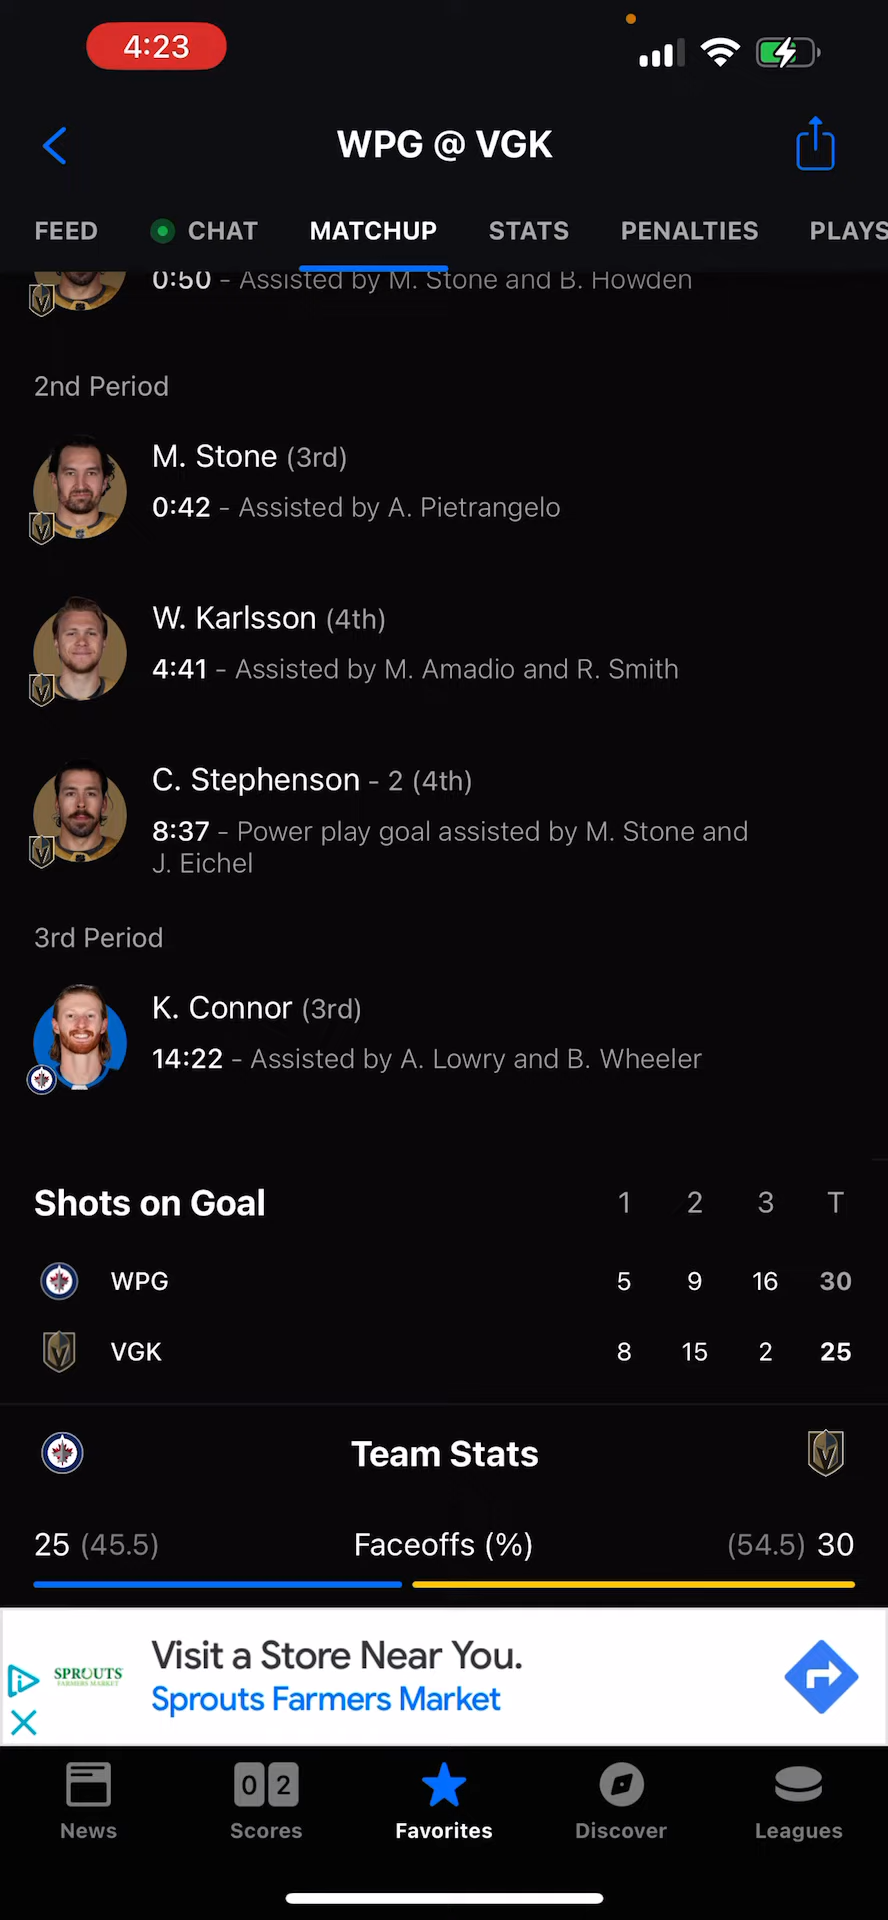 4:23
WPG @ VGK
FEED CHAT MATCHUP STATS PENALTIES PLAYS
0:50 - Assisted by M. Stone and B. Howden
2nd Period
M. Stone (3rd)
0:42 - Assisted by A. Pietrangelo
W. Karlsson (4th)
4:41 - Assisted by M. Amadio and R. Smith
C. Stephenson - 2 (4th)
8:37 - Power play goal assisted by M. Stone and
J. Eichel
3rd Period
K. Connor (3rd)
14:22 - Assisted by A. Lowry and B. Wheeler
Shots on Goal 1 2 3 T
WPG 5 9 16 30
VGK 8 15 2 25
Team Stats
25 (45.5) Faceoffs (%) (54.5) 30
Visit a Store Near You.
SPROUTS
FARMERS MARKET
Sprouts Farmers Market
0 2
News Scores Favorites Discover Leagues